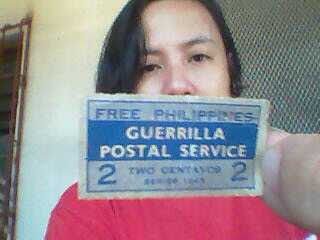 FREE PHILIPPINES
GUERRILLA
POSTAL SERVICE
2 TWO CENTAVOS 2
SERIES 1943